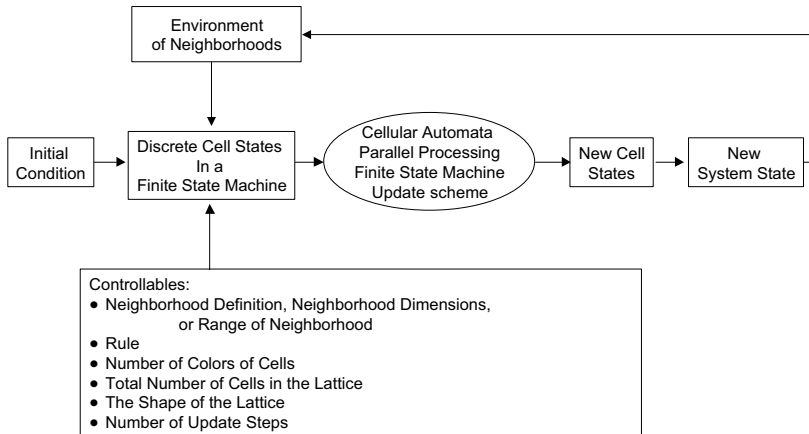 Environment
of Neighborhoods
Initial
Condition
Discrete Cell States
In a
Finite State Machine
Cellular Automata
Parallel Processing
Finite State Machine
Update scheme
New Cell
States
New
System State
Controllables:
● Neighborhood Definition, Neighborhood Dimensions,
or Range of Neighborhood
● Rule
● Number of Colors of Cells
● Total Number of Cells in the Lattice
● The Shape of the Lattice
● Number of Update Steps